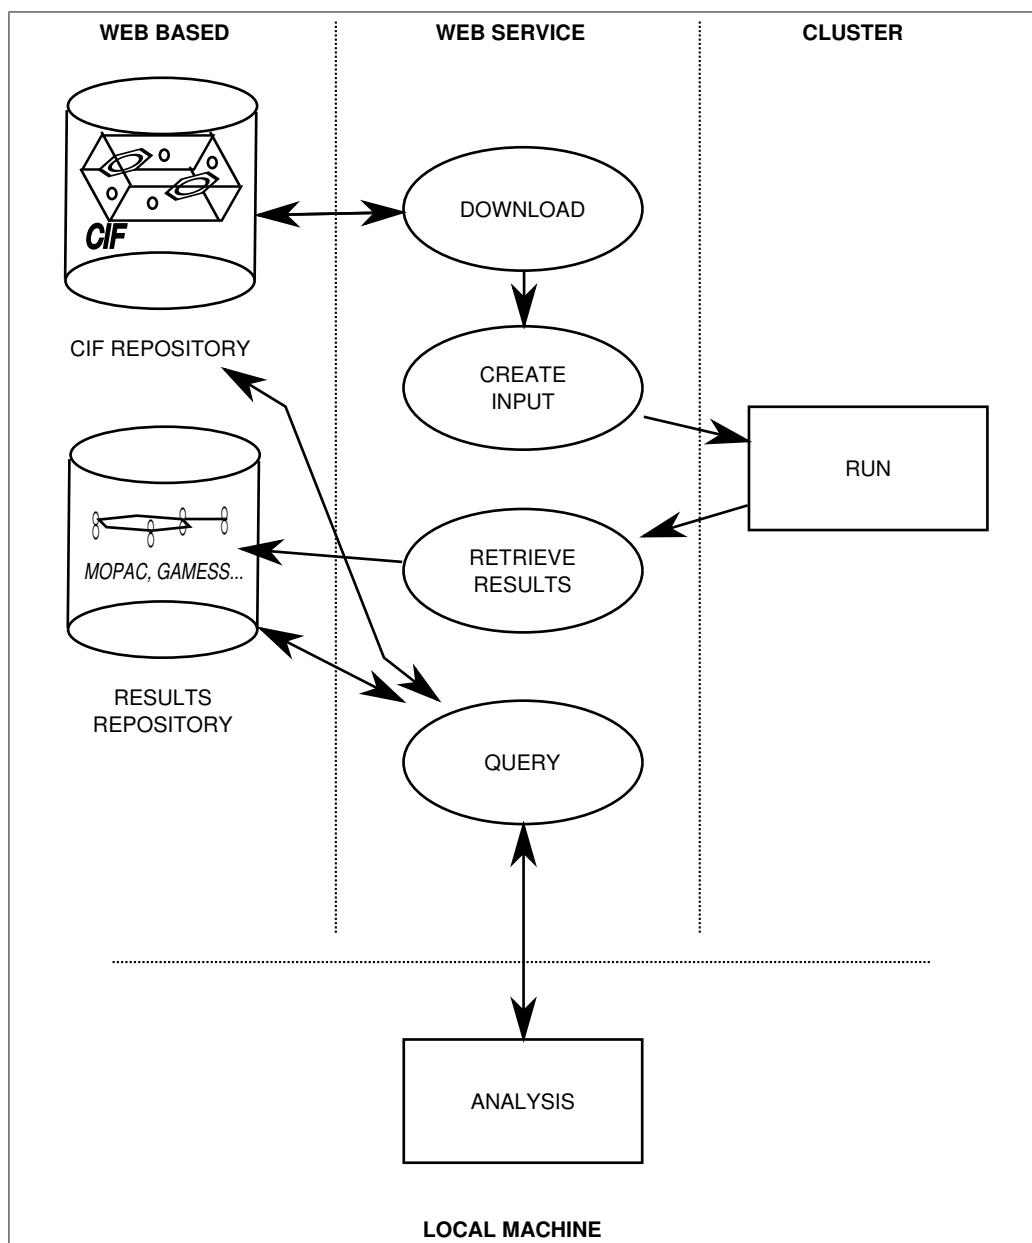 WEB BASED
WEB SERVICE
CLUSTER
CIF
DOWNLOAD
CIF REPOSITORY
CREATE
INPUT
RUN
MOPAC, GAMESS...
RETRIEVE
RESULTS
RESULTS
REPOSITORY
QUERY
ANALYSIS
LOCAL MACHINE